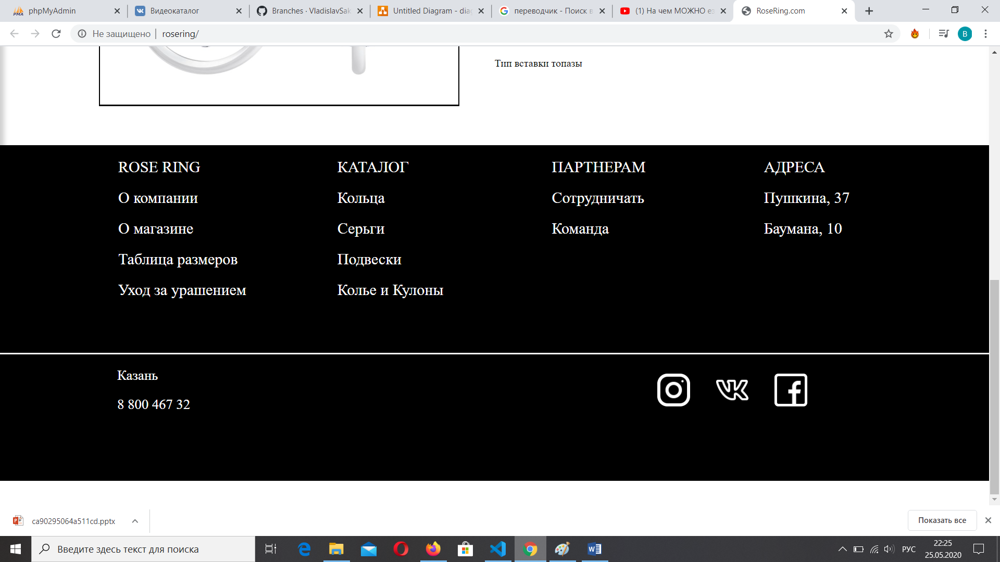 phpMyAdmin
Видеокаталог
Branches · VladislavSak
Untitled Diagram - diag
переводчик - Поиск в
(1) На чем МОЖНО ез
RoseRing.com
Не защищено
rosering/
B
Тип вставки топазы
ROSE RING
КАТАЛОГ
ПАРТНЕРАМ
АДРЕСА
О компании
Кольца
Сотрудничать
Пушкина, 37
О магазине
Серьги
Команда
Баумана, 10
Таблица размеров
Подвески
Уход за урашением
Колье и Кулоны
Казань
8 800 467 32
ca90295064a511cd.pptx
Показать все
Введите здесь текст для поиска
РУС
22:25
25.05.2020